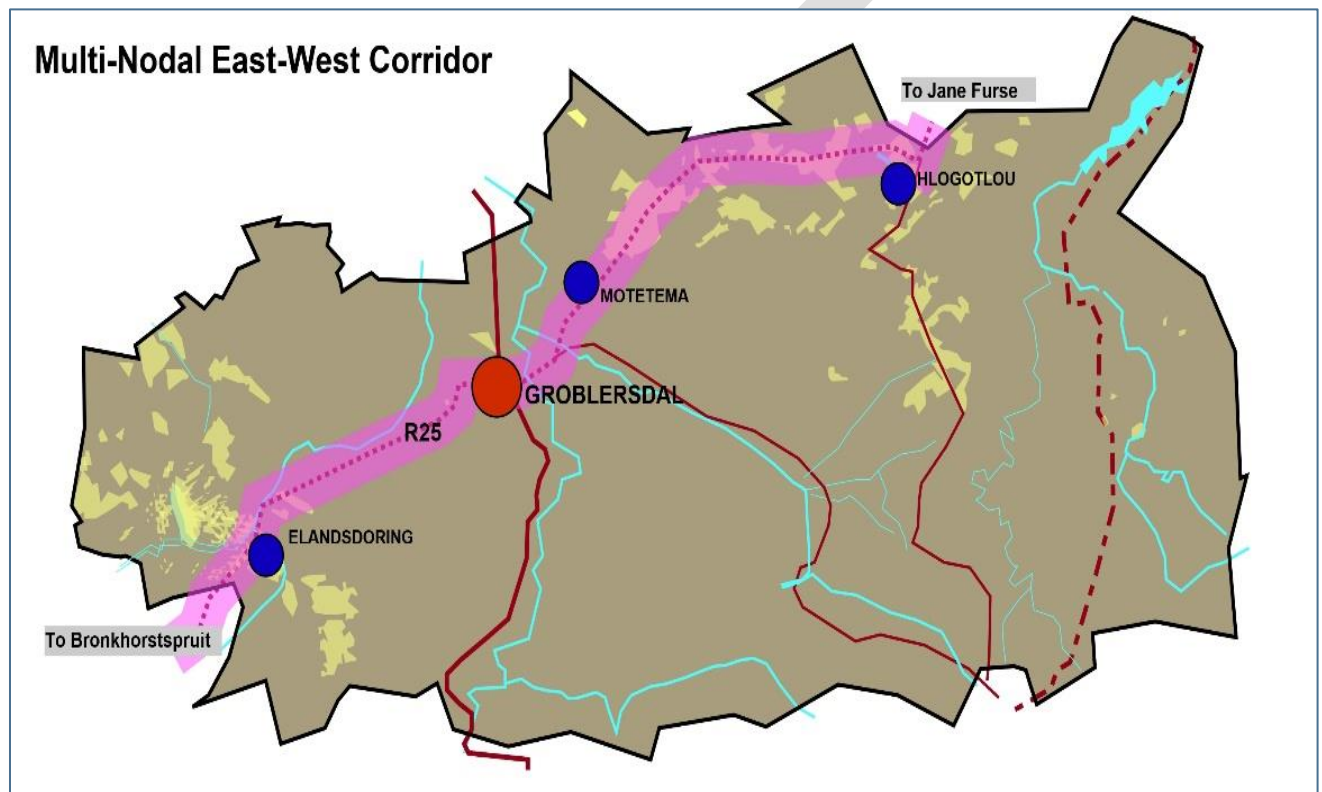 Multi-Nodal East-West Corridor
To Jane Furse
HLOGOTLOU
MOTETEMA
GROBLERSDAL
R25
ELANDSDORING
To Bronkhorstspruit